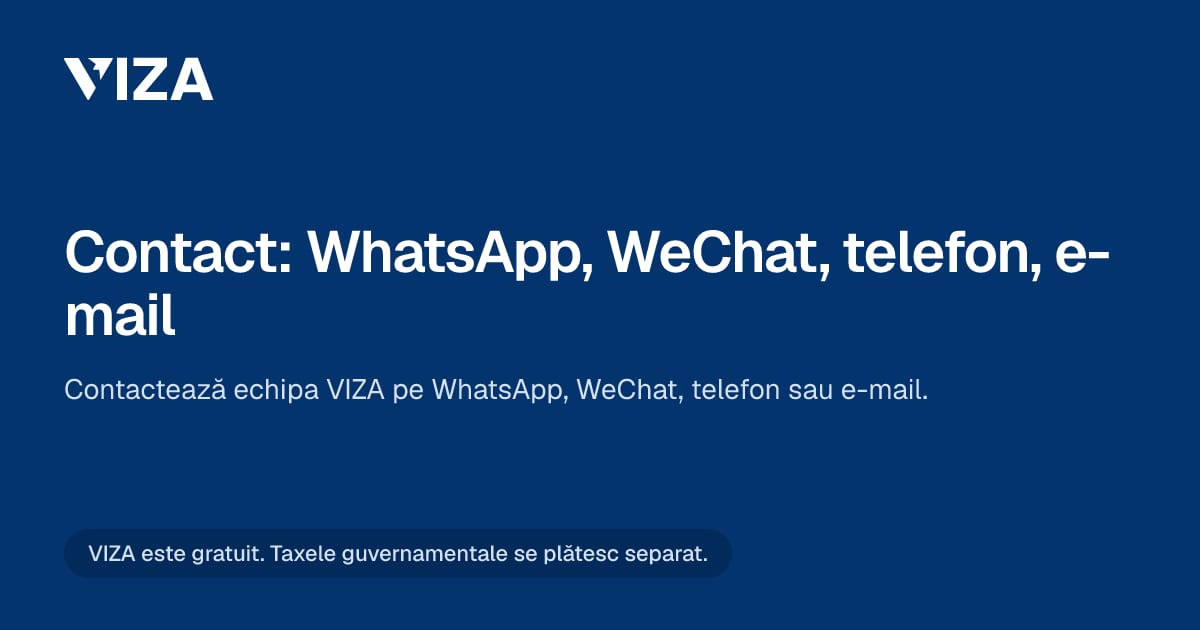 VIZA
Contact: WhatsApp, WeChat, telefon, e-
mail
Contactează echipa VIZA pe WhatsApp, WeChat, telefon sau e-mail.
VIZA este gratuit. Taxele guvernamentale se plătesc separat.